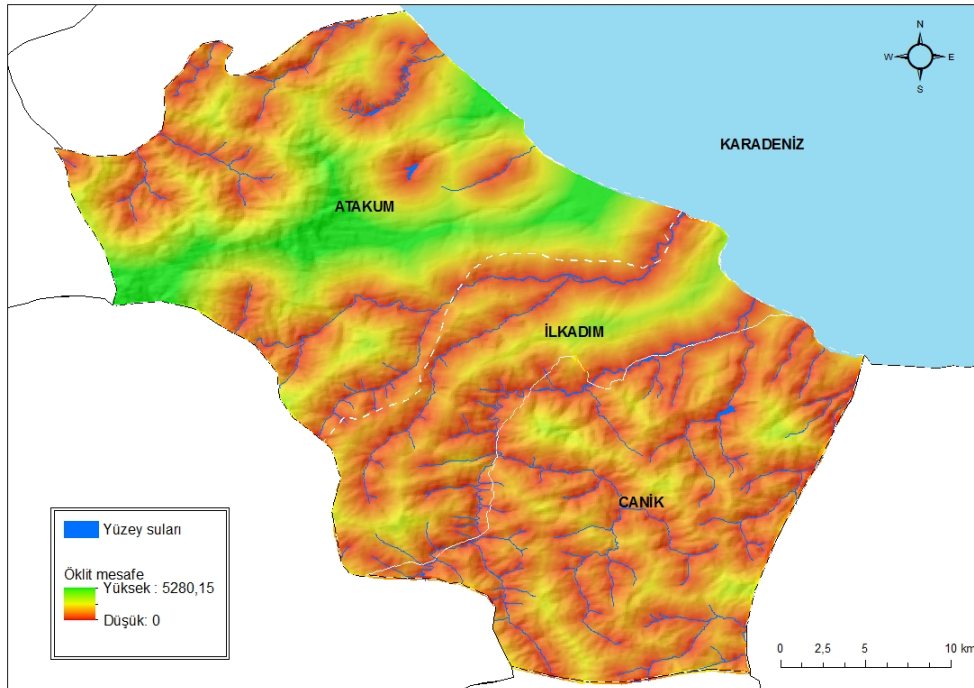 N
W E
S
KARADENİZ
ATAKUM
İLKADIM
CANİK
Yüzey suları
Öklit mesafe
Yüksek : 5280,15
Düşük: 0
0 2,5 5 10 km